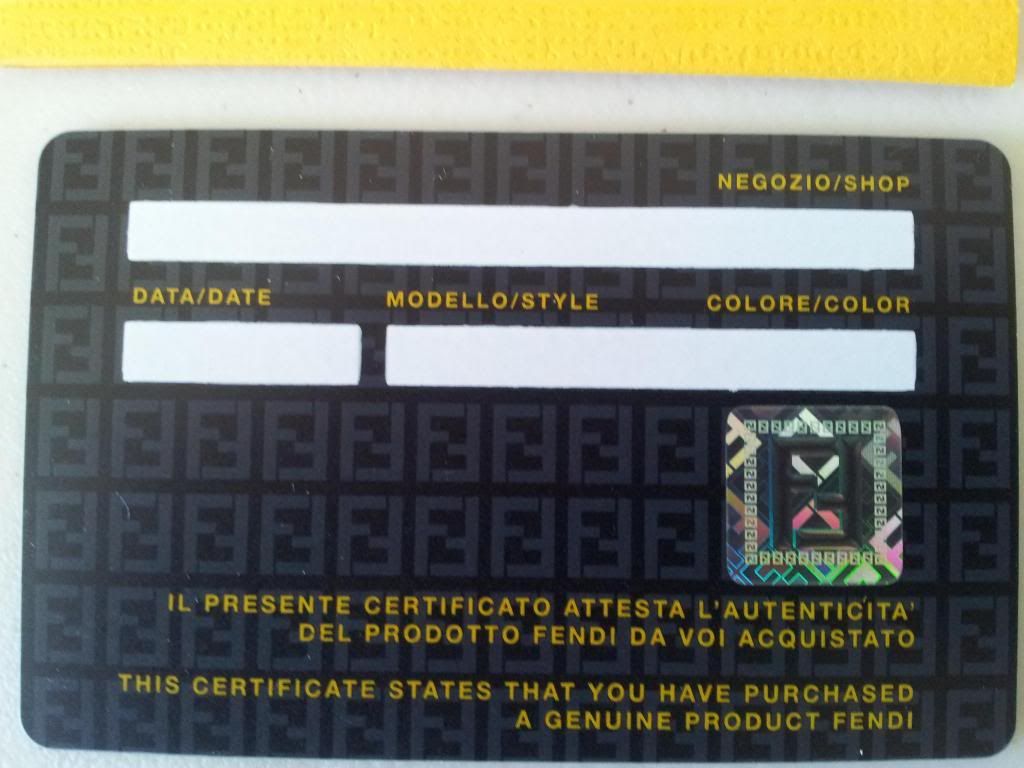 NEGOZIO/SHOP
DATA/DATE MODELLO/STYLE COLORE/COLOR
IL PRESENTE CERTIFICATO ATTESTA L'AUTENTICITA'
DEL PRODOTTO FENDI DA VOI ACQUISTATO
THIS CERTIFICATE STATES THAT YOU HAVE PURCHASED
A GENUINE PRODUCT FENDI